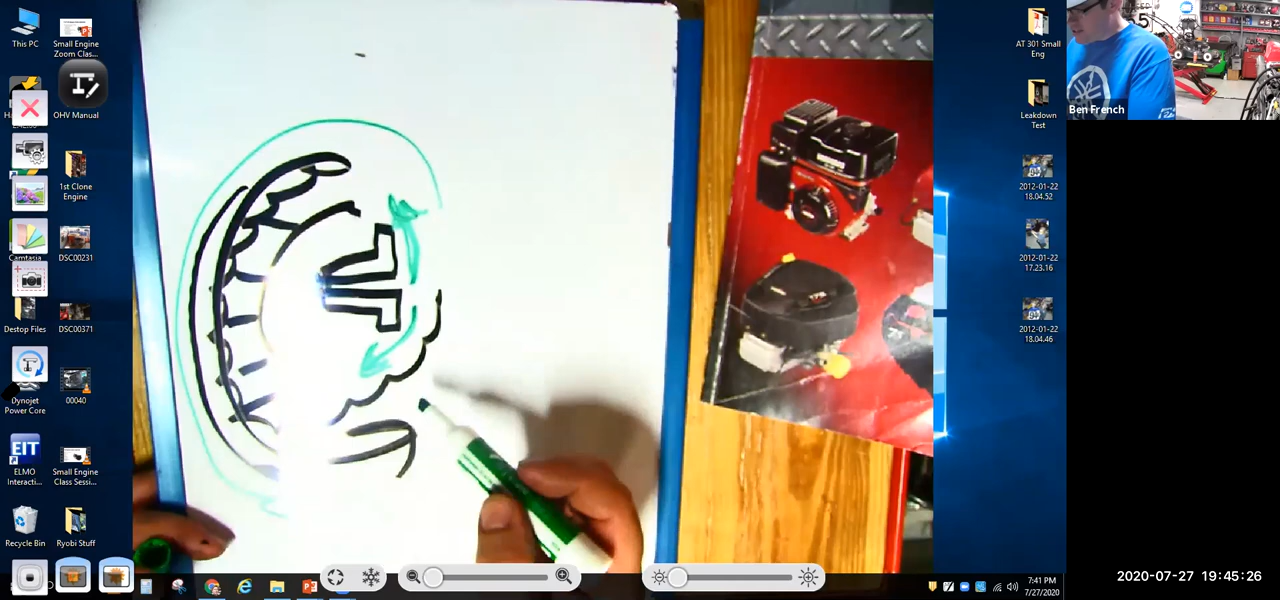 This PC
Small Engine
Zoom Clas...
OHV Manual
1st Clone
Engine
Camtasia
DSC00231
Destop Files
DSC00371
Dynojet
Power Core
00040
EIT
ELMO
Interacti...
Small Engine
Class Sessi...
Recycle Bin
Ryobi Stuff
AT 301 Small
Eng
Leakdown
Test
2012-01-22
18.04.52
2012-01-22
17.23.16
2012-01-22
18.04.46
Ben French
7:41 PM
7/27/2020
2020-07-27 19:45:26